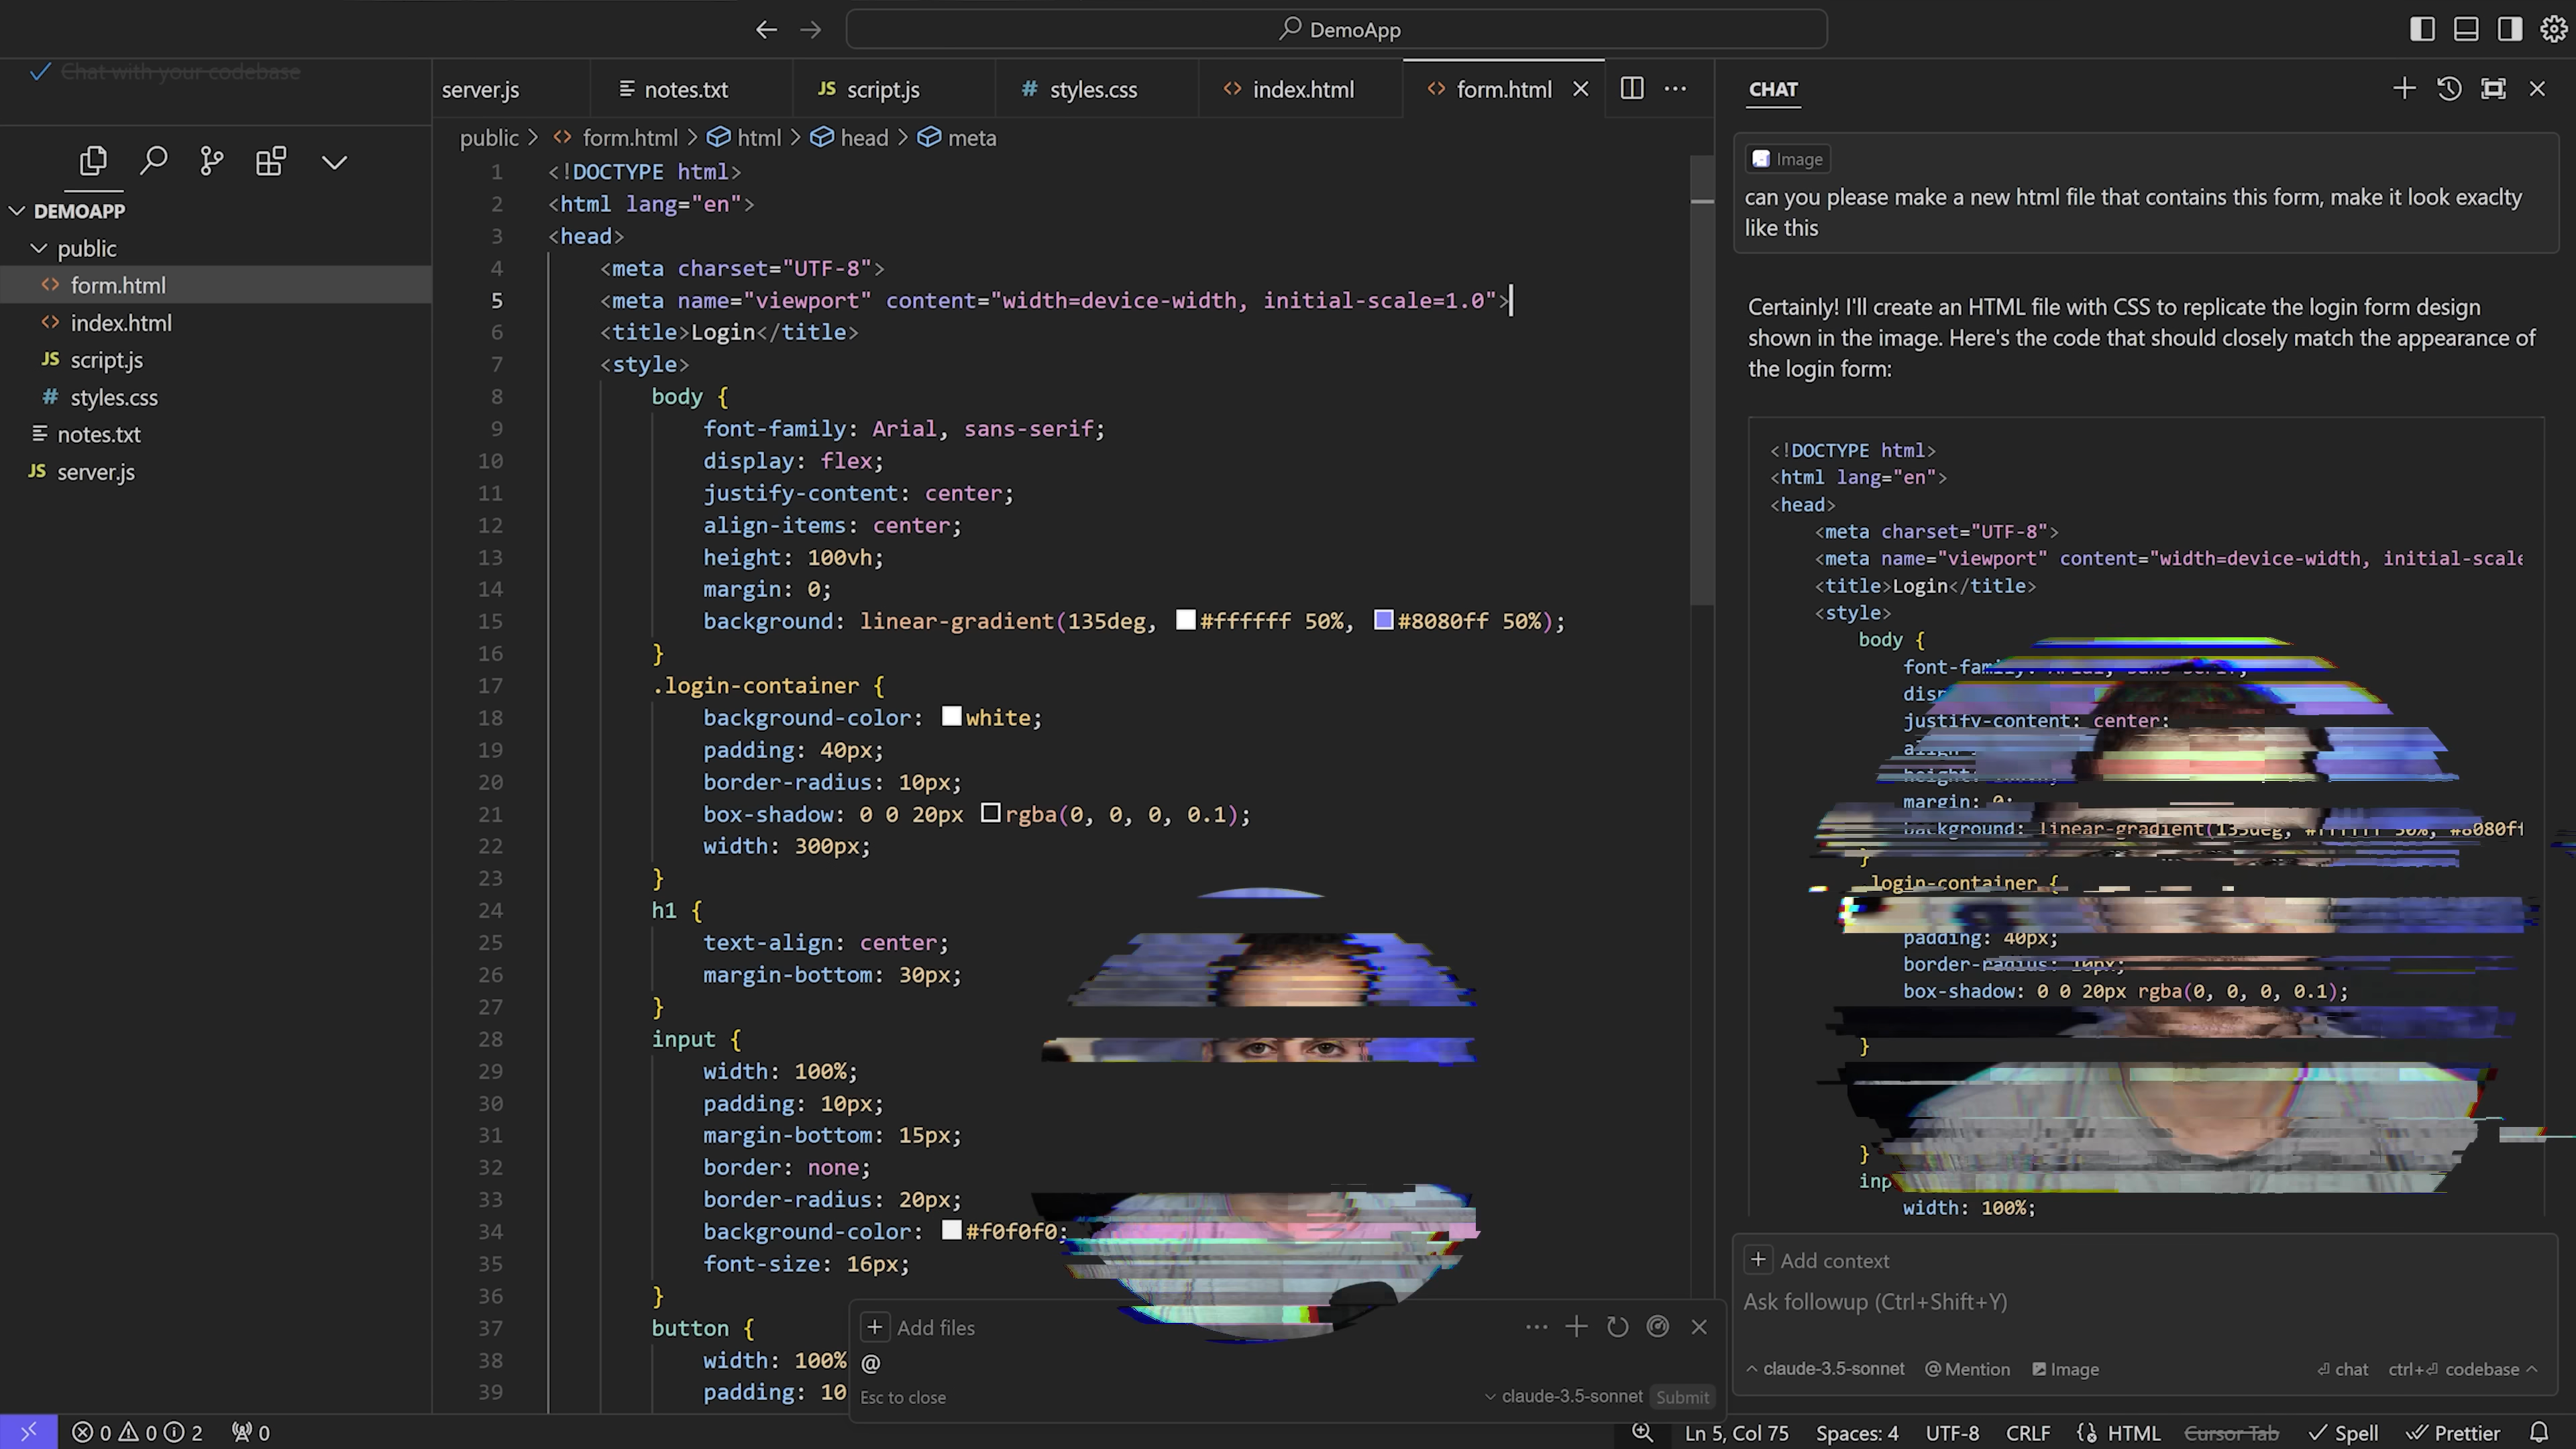 DemoApp
Chat with your codebase
DEMOAPP
public
form.html
index.html
script.js
styles.css
notes.txt
server.js
server.js
notes.txt
script.js
styles.css
index.html
form.html
public > form.html > html > head > meta
1 <!DOCTYPE html>
2 <html lang="en">
3 <head>
4 <meta charset="UTF-8">
5 <meta name="viewport" content="width=device-width, initial-scale=1.0">
6 <title>Login</title>
7 <style>
8 body {
9 font-family: Arial, sans-serif;
10 display: flex;
11 justify-content: center;
12 align-items: center;
13 height: 100vh;
14 margin: 0;
15 background: linear-gradient(135deg, #ffffff 50%, #8080ff 50%);
16 }
17 .login-container {
18 background-color: white;
19 padding: 40px;
20 border-radius: 10px;
21 box-shadow: 0 0 20px rgba(0, 0, 0, 0.1);
22 width: 300px;
23 }
24 h1 {
25 text-align: center;
26 margin-bottom: 30px;
27 }
28 input {
29 width: 100%;
30 padding: 10px;
31 margin-bottom: 15px;
32 border: none;
33 border-radius: 20px;
34 background-color: #f0f0f0;
35 font-size: 16px;
36 }
37 button {
38 width: 100%
39 padding: 10
+ Add files
@
Esc to close
claude-3.5-sonnet Submit
CHAT
Image
can you please make a new html file that contains this form, make it look exaclty
like this
Certainly! I'll create an HTML file with CSS to replicate the login form design
shown in the image. Here's the code that should closely match the appearance of
the login form:
<!DOCTYPE html>
<html lang="en">
<head>
<meta charset="UTF-8">
<meta name="viewport" content="width=device-width, initial-scale
<title>Login</title>
<style>
body {
justify-content: center;
margin: 0;
background: linear-gradient(135deg, #ffffff 50%, #8080ff
}
login-container {
padding: 40px;
border-radius: 10px;
box-shadow: 0 0 20px rgba(0, 0, 0, 0.1);
}
}
inp
width: 100%;
+ Add context
Ask followup (Ctrl+Shift+Y)
claude-3.5-sonnet @ Mention Image chat ctrl+⏎ codebase
0 0 2 0
Ln 5, Col 75 Spaces: 4 UTF-8 CRLF HTML Cursor Tab Spell Prettier